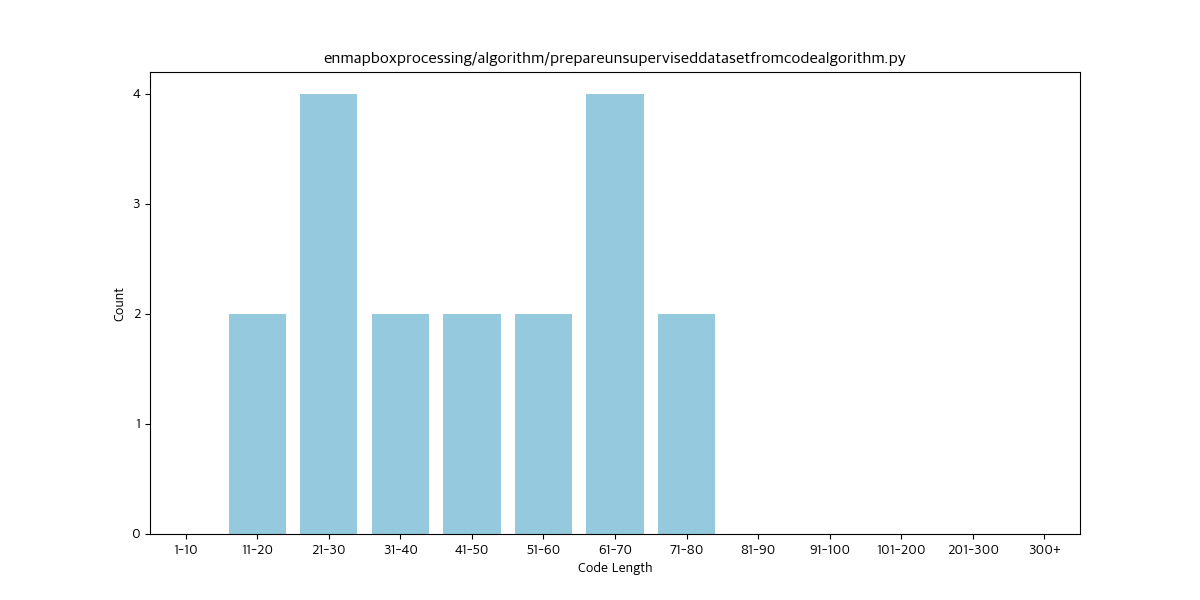 enmapboxprocessing/algorithm/prepareunsuperviseddatasetfromcodealgorithm.py
4
3
2
1
0
Count
1-10 11-20 21-30 31-40 41-50 51-60 61-70 71-80 81-90 91-100 101-200 201-300 300+
Code Length